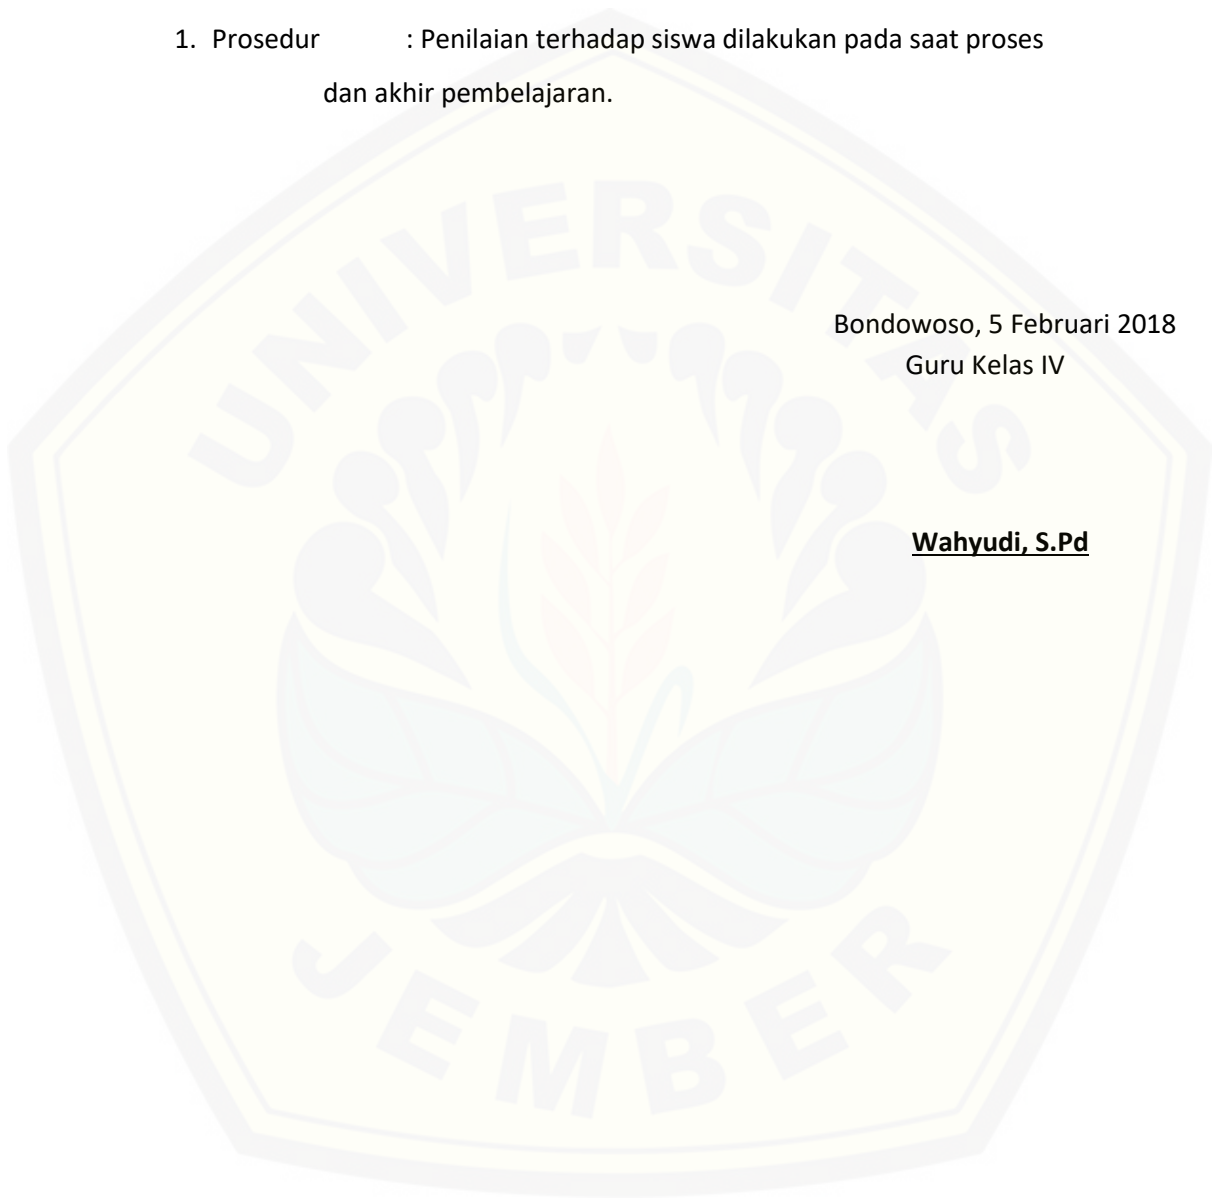 1. Prosedur : Penilaian terhadap siswa dilakukan pada saat proses
dan akhir pembelajaran.
UNIVERSITAS
Bondowoso, 5 Februari 2018
Guru Kelas IV
Wahyudi, S.Pd
JEMBER